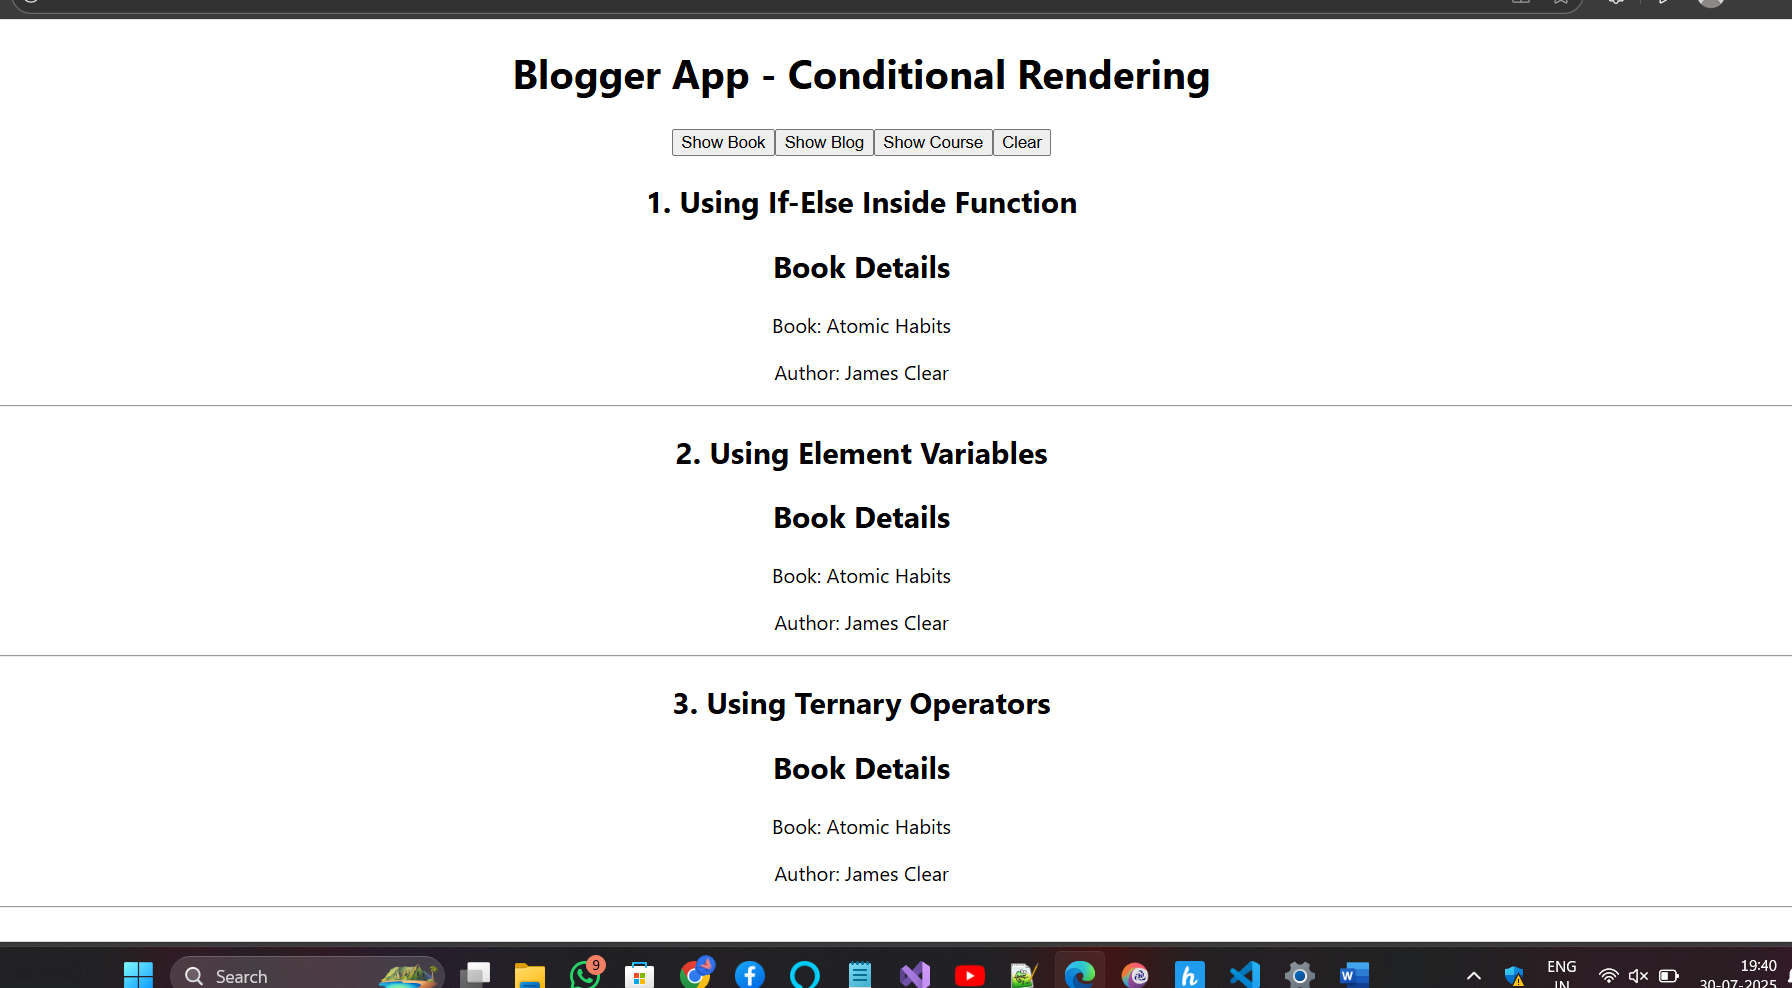 Blogger App - Conditional Rendering
Show Book Show Blog Show Course Clear
1. Using If-Else Inside Function
Book Details
Book: Atomic Habits
Author: James Clear
2. Using Element Variables
Book Details
Book: Atomic Habits
Author: James Clear
3. Using Ternary Operators
Book Details
Book: Atomic Habits
Author: James Clear
Search
9
ENG
IN
19:40
30-07-2025